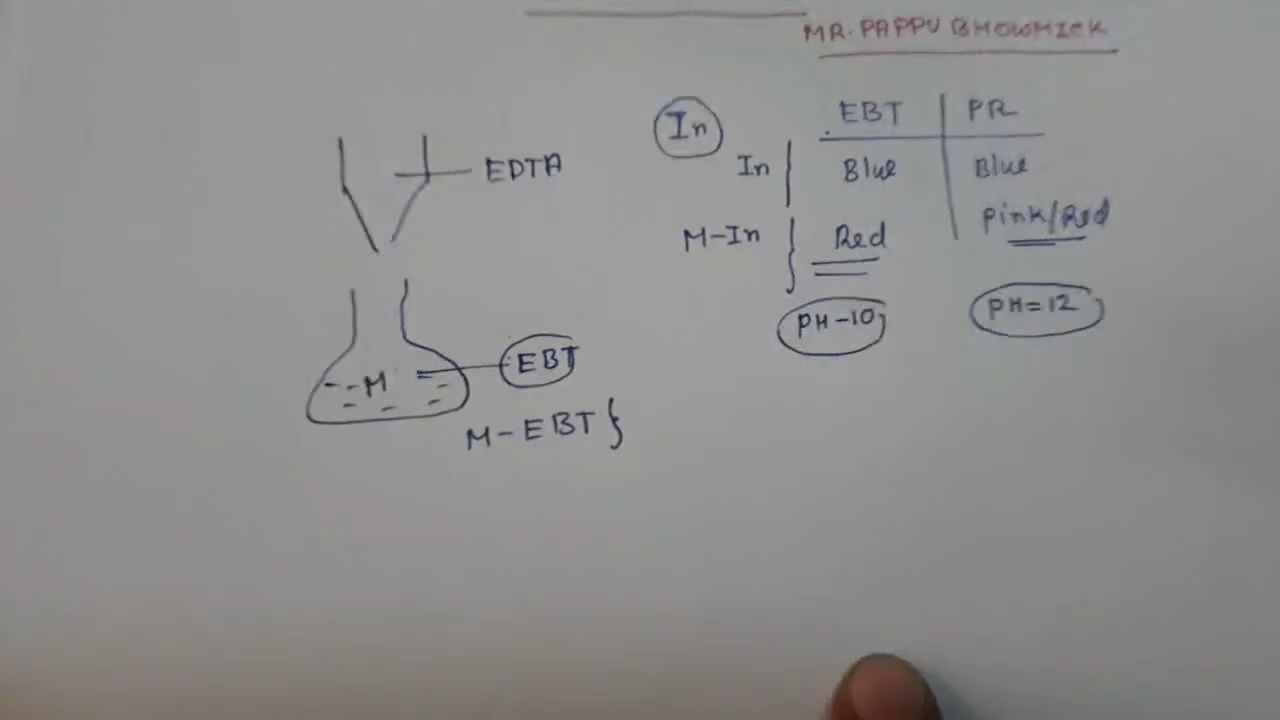 MR. PAPPU BHOWMICK
EDTA
In
EBT PR
In Blue Blue
M-In Red Pink/Red
PH-10 PH=12
M EBT
M-EBT